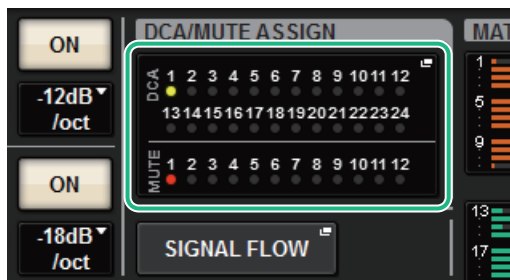 ON
-12dB
/oct
ON
-18dB
/oct
DCA/MUTE ASSIGN
DCA
1 2 3 4 5 6 7 8 9 10 11 12
13 14 15 16 17 18 19 20 21 22 23 24
MUTE
1 2 3 4 5 6 7 8 9 10 11 12
SIGNAL FLOW
MAT
1
5
9
13
17